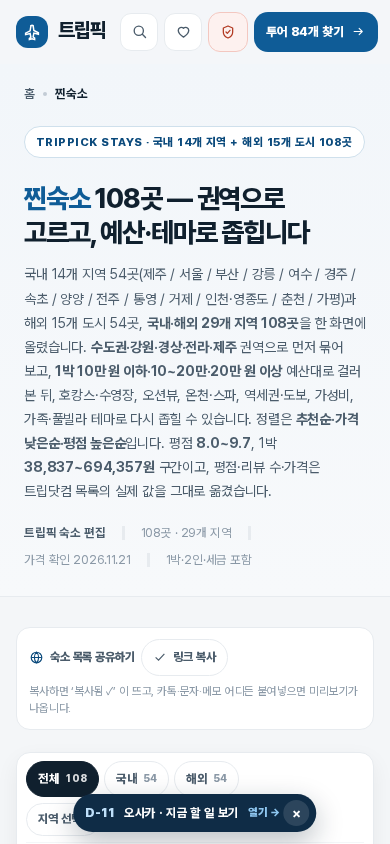 트립픽
투어 84개 찾기 →
홈 • 찐숙소
TRIPPICK STAYS · 국내 14개 지역 + 해외 15개 도시 108곳
찐숙소 108곳 — 권역으로
고르고, 예산·테마로 좁힙니다
국내 14개 지역 54곳(제주 / 서울 / 부산 / 강릉 / 여수 / 경주 /
속초 / 양양 / 전주 / 통영 / 거제 / 인천·영종도 / 춘천 / 가평)과
해외 15개 도시 54곳, 국내·해외 29개 지역 108곳을 한 화면에
올렸습니다. 수도권·강원·경상·전라·제주 권역으로 먼저 묶어
보고, 1박 10만원 이하·10~20만·20만 원 이상 예산대로 걸러
본 뒤, 호캉스·수영장, 오션뷰, 온천·스파, 역세권·도보, 가성비,
가족·풀빌라 테마로 다시 좁힐 수 있습니다. 정렬은 추천순·가격
낮은순·평점 높은순입니다. 평점 8.0~9.7, 1박
38,837~694,357원 구간이고, 평점·리뷰 수·가격은
트립닷컴 목록의 실제 값을 그대로 옮겼습니다.
트립픽 숙소 편집 | 108곳 · 29개 지역 |
가격 확인 2026.11.21 | 1박·2인·세금 포함
숙소 목록 공유하기 ✓ 링크 복사
복사하면 '복사됨 ✓' 이 뜨고, 카톡·문자·메모 어디든 붙여넣으면 미리보기가
나옵니다.
전체 108 국내 54 해외 54
지역 선택
D-11 오사카 · 지금 할 일 보기 열기 → ×